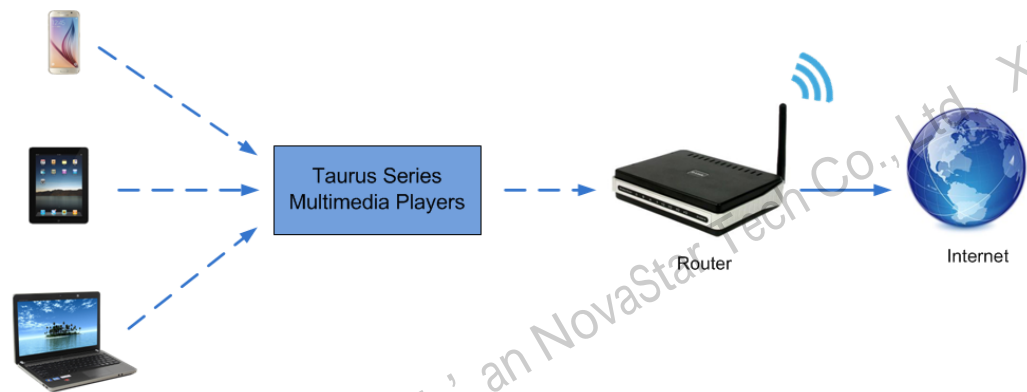 Taurus Series
Multimedia Players
Router
Internet
’ an NovaStar Tech Co., Ltd. X